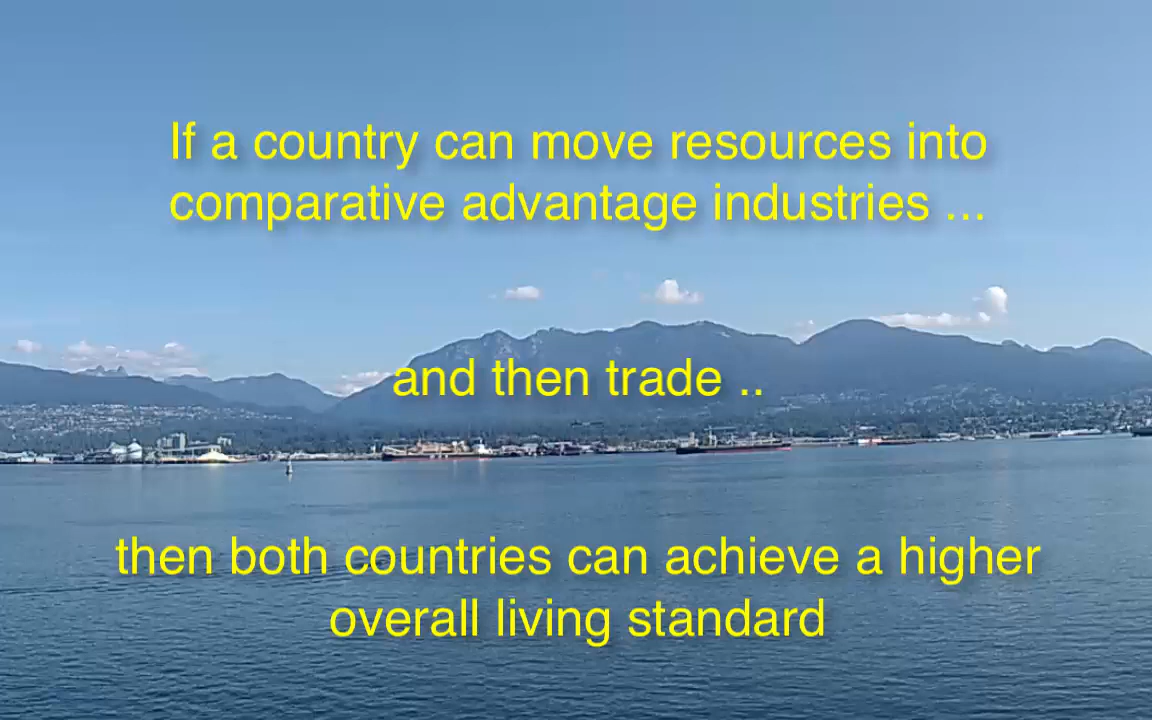 If a country can move resources into
comparative advantage industries ...
and then trade ..
then both countries can achieve a higher
overall living standard